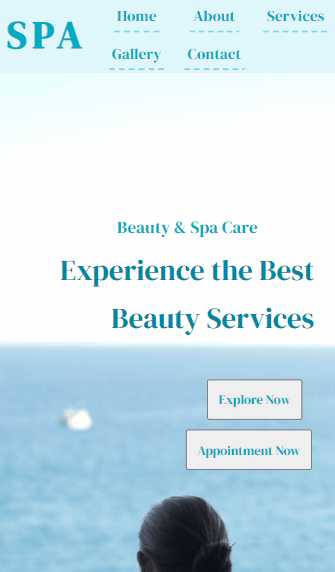 SPA
Home About Services
Gallery Contact
Beauty & Spa Care
Experience the Best
Beauty Services
Explore Now
Appointment Now